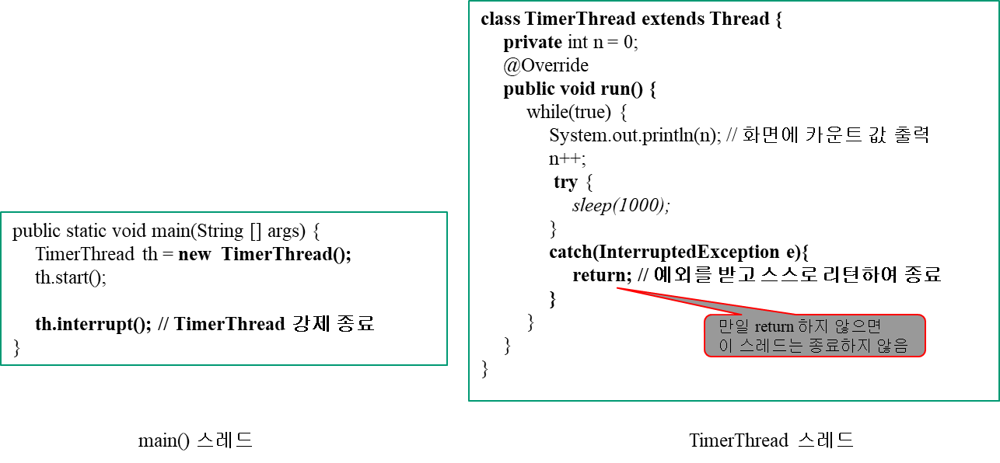 public static void main(String [] args) {
TimerThread th = new TimerThread();
th.start();
th.interrupt(); // TimerThread 강제 종료
}
main() 스레드
class TimerThread extends Thread {
private int n = 0;
@Override
public void run() {
while(true) {
System.out.println(n); // 화면에 카운트 값 출력
n++;
try {
sleep(1000);
}
catch(InterruptedException e){
return; // 예외를 받고 스스로 리턴하여 종료
}
만일 return 하지 않으면
이 스레드는 종료하지 않음
}
}
}
TimerThread 스레드